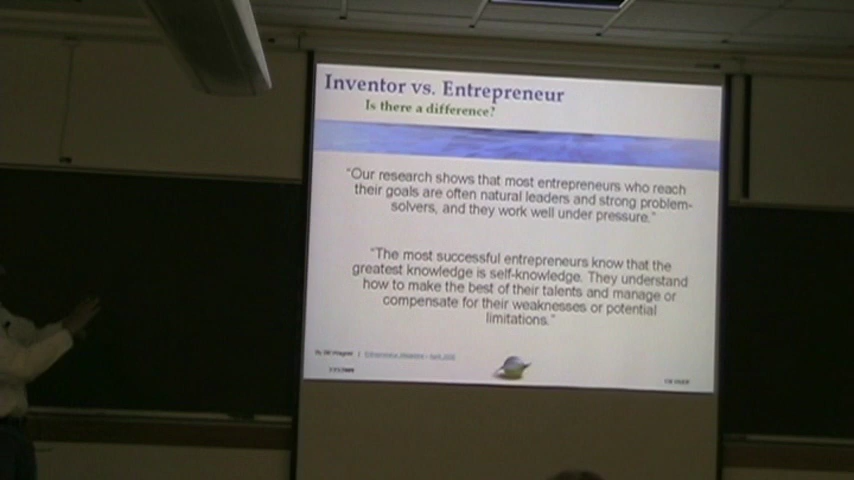 Inventor vs. Entrepreneur
Is there a difference?
"Our research shows that most entrepreneurs who reach
their goals are often natural leaders and strong problem-
solvers, and they work well under pressure."
"The most successful entrepreneurs know that the
greatest knowledge is self-knowledge. They understand
how to make the best of their talents and manage or
compensate for their weaknesses or potential
limitations."